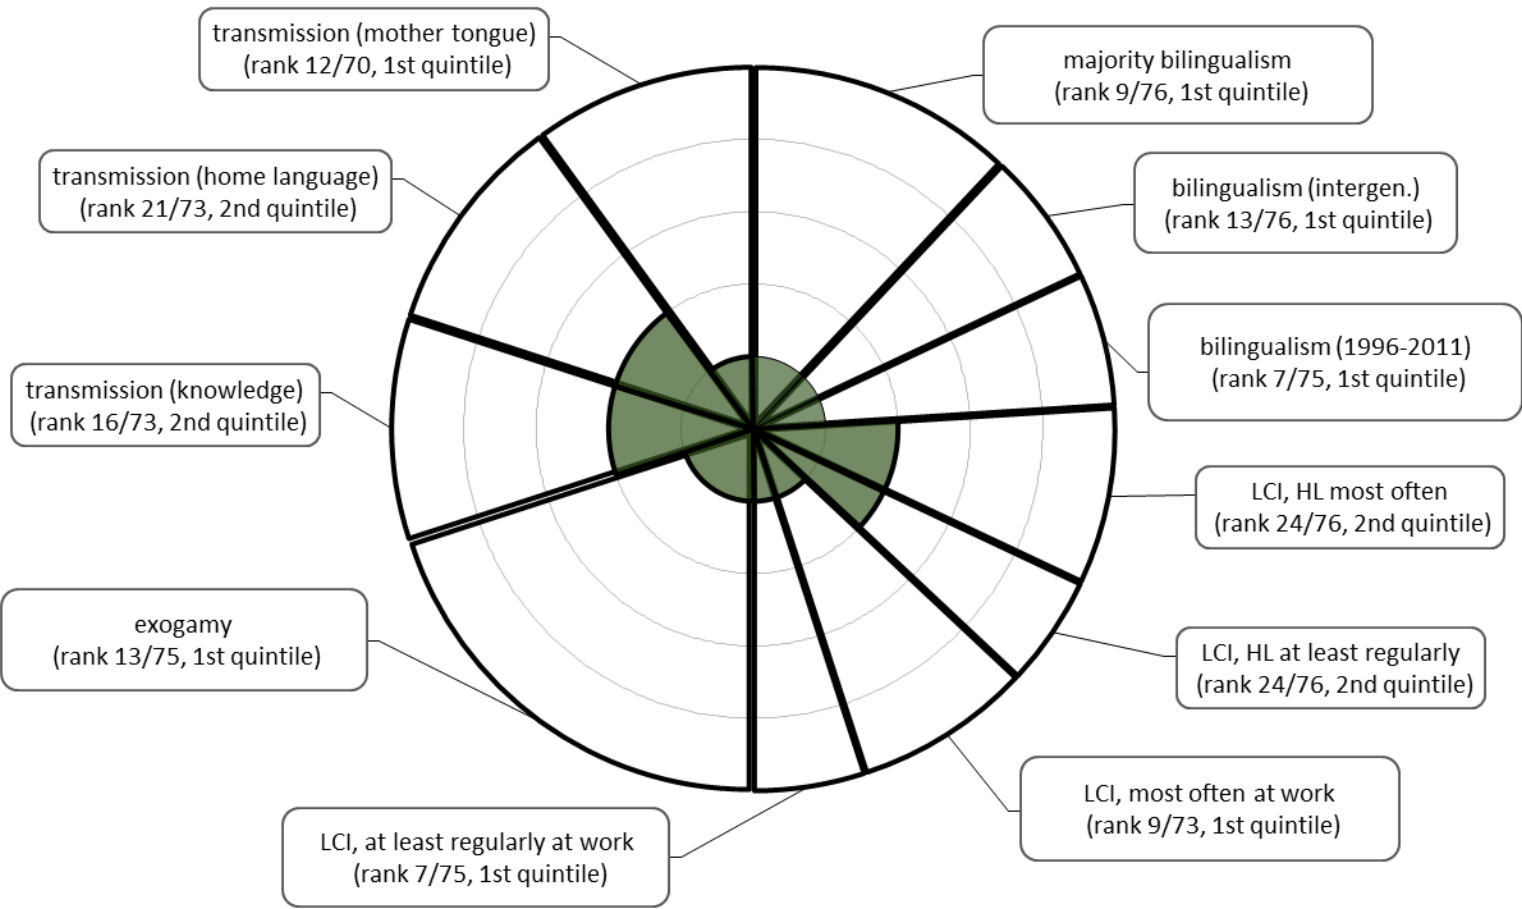 transmission (mother tongue)
(rank 12/70, 1st quintile)
majority bilingualism
(rank 9/76, 1st quintile)
transmission (home language)
(rank 21/73, 2nd quintile)
bilingualism (intergen.)
(rank 13/76, 1st quintile)
bilingualism (1996-2011)
(rank 7/75, 1st quintile)
transmission (knowledge)
(rank 16/73, 2nd quintile)
LCI, HL most often
(rank 24/76, 2nd quintile)
exogamy
(rank 13/75, 1st quintile)
LCI, HL at least regularly
(rank 24/76, 2nd quintile)
LCI, most often at work
(rank 9/73, 1st quintile)
LCI, at least regularly at work
(rank 7/75, 1st quintile)